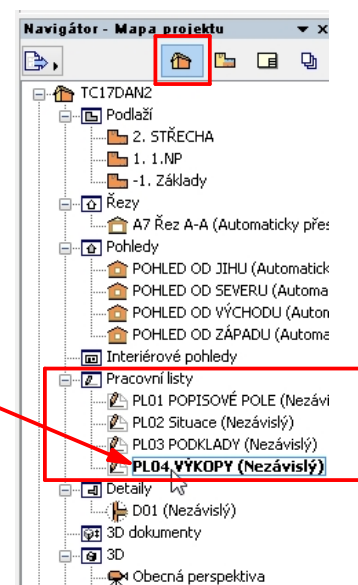 Navigátor - Mapa projektu
TC17DAN2
Podlaží
2. STŘECHA
1. 1.NP
-1. Základy
Řezy
A7 Řez A-A (Automaticky přes
Pohledy
POHLED OD JIHU (Automatick
POHLED OD SEVERU (Automa
POHLED OD VÝCHODU (Auton
POHLED OD ZÁPADU (Automa
Interiérové pohledy
Pracovní listy
PL01 POPISOVÉ POLE (Nezávi
PL02 Situace (Nezávislý)
PL03 PODKLADY (Nezávislý)
PL04 VÝKOPY (Nezávislý)
Detaily
D01 (Nezávislý)
3D dokumenty
3D
Obecná perspektiva